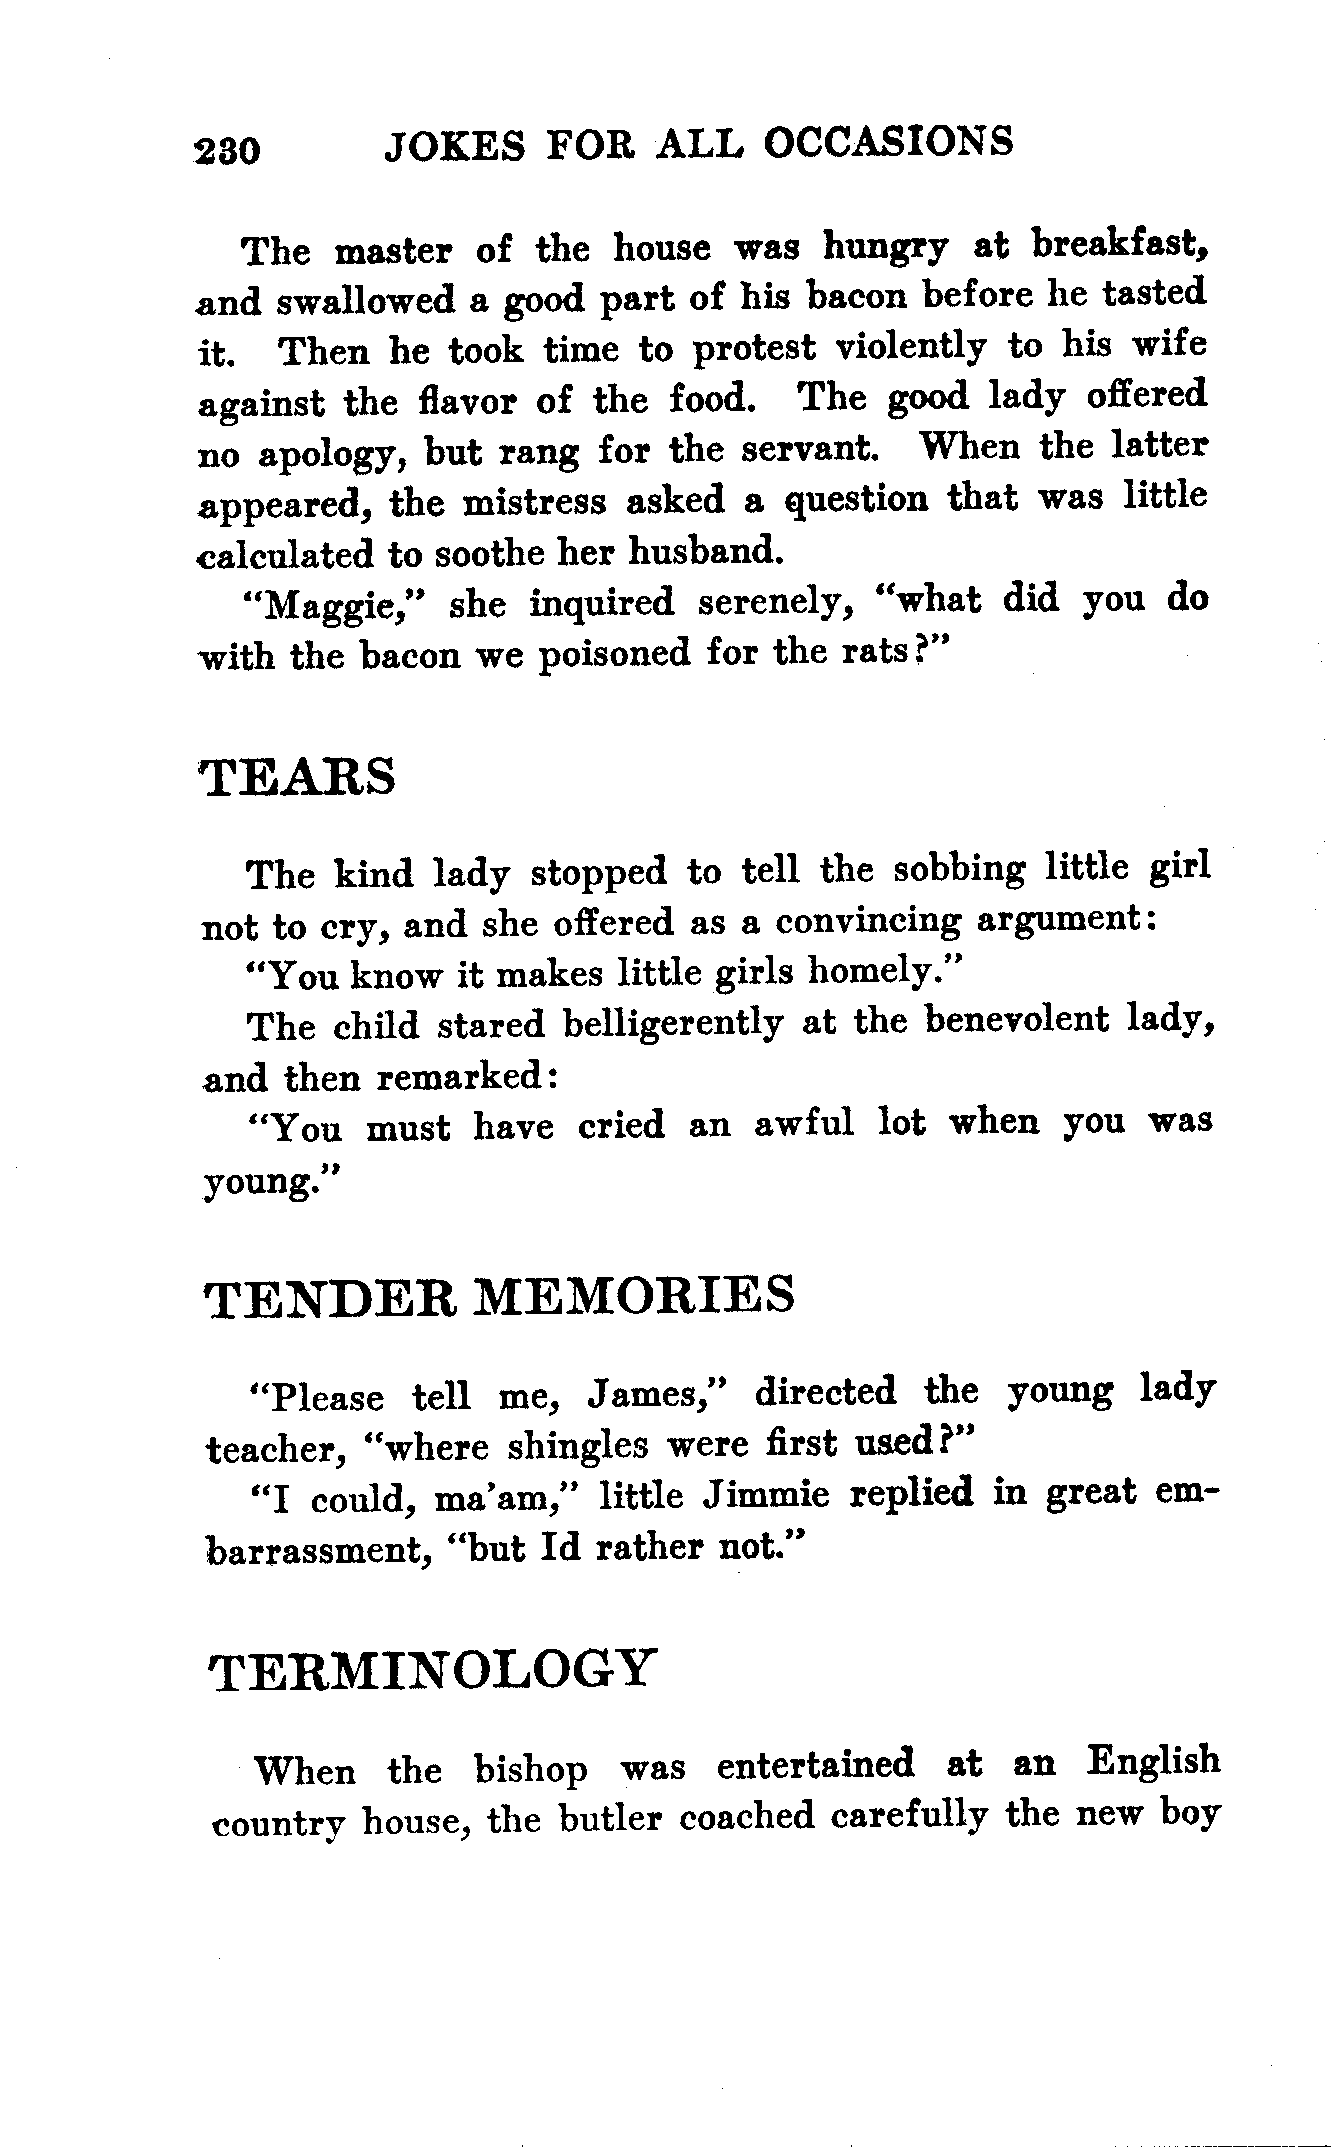 230 JOKES FOR ALL OCCASIONS
The master of the house was hungry at breakfast,
and swallowed a good part of his bacon before he tasted
it. Then he took time to protest violently to his wife
against the flavor of the food. The good lady offered
no apology, but rang for the servant. When the latter
appeared, the mistress asked a question that was little
calculated to soothe her husband.
"Maggie," she inquired serenely, "what did you do
with the bacon we poisoned for the rats?"
TEARS
The kind lady stopped to tell the sobbing little girl
not to cry, and she offered as a convincing argument:
"You know it makes little girls homely."
The child stared belligerently at the benevolent lady,
and then remarked:
"You must have cried an awful lot when you was
young."
TENDER MEMORIES
"Please tell me, James," directed the young lady
teacher, "where shingles were first used?"
"I could, ma'am," little Jimmie replied in great em-
barrassment, "but Id rather not."
TERMINOLOGY
When the bishop was entertained at an English
country house, the butler coached carefully the new boy